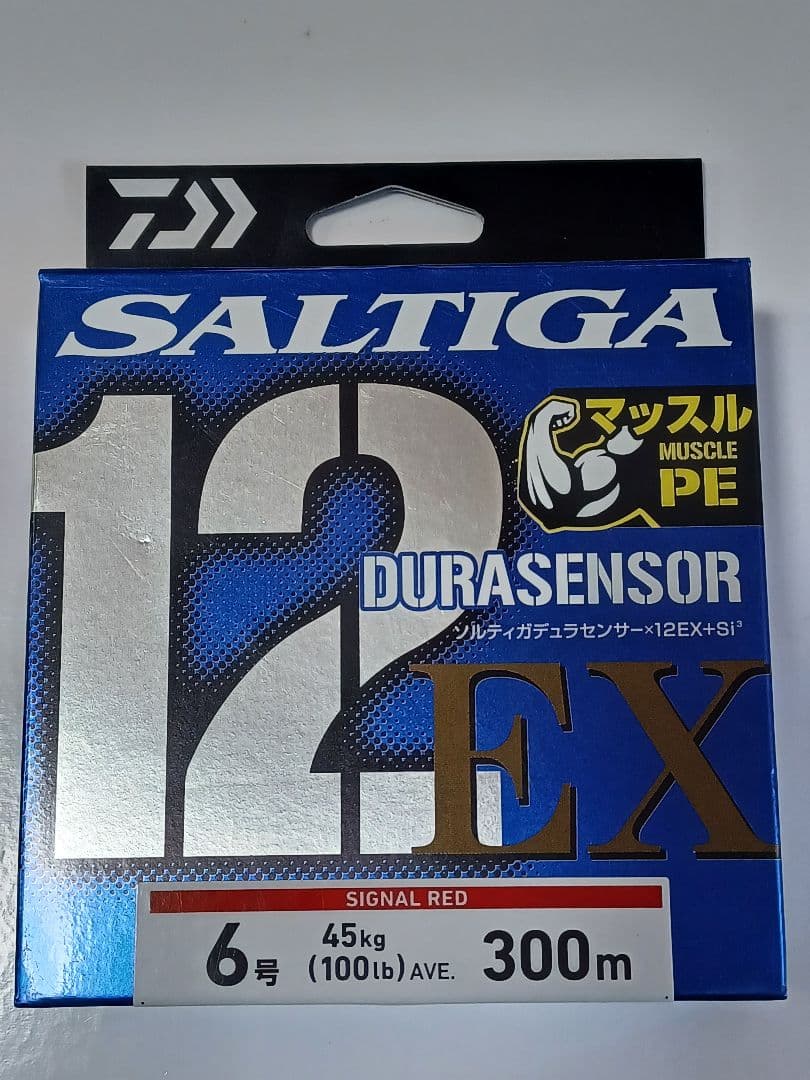 SALTIGA
12
マッスル
MUSCLE
PE
DURASENSOR
ソルティガデュラセンサー×12EX+Si³
EX
SIGNAL RED
6号 45kg (100lb) AVE. 300m